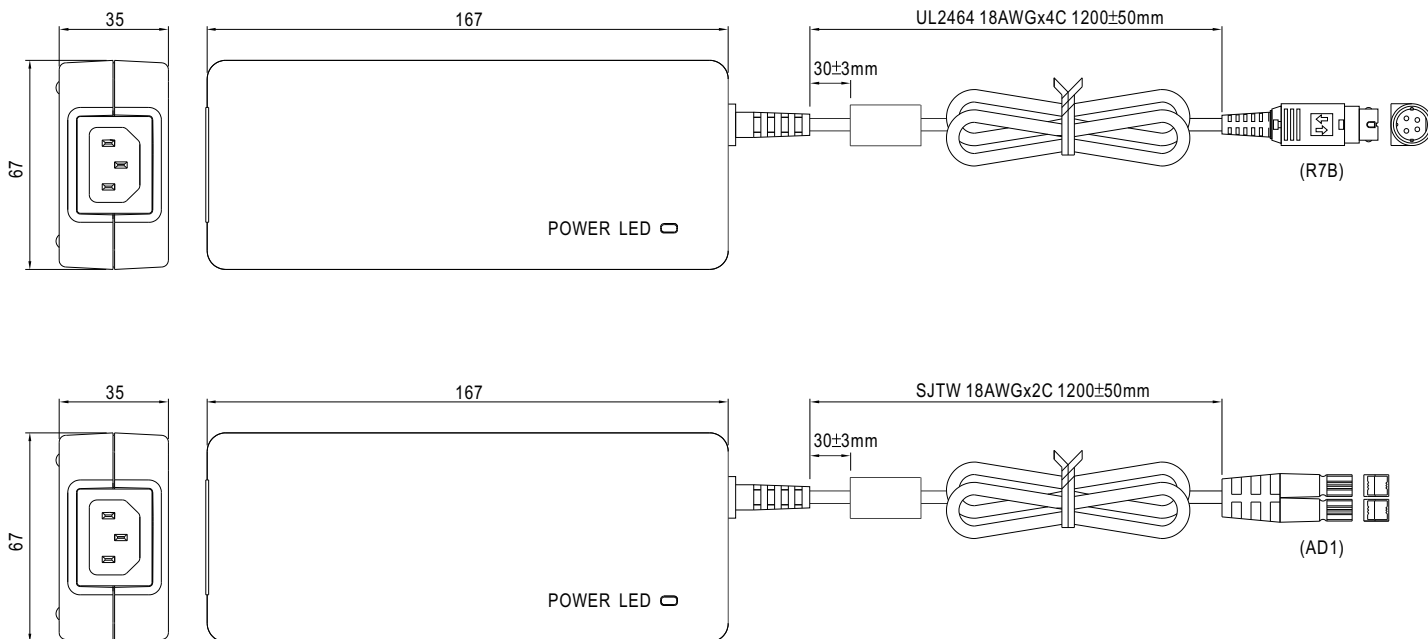 35
167
UL2464 18AWGx4C 1200±50mm
30±3mm
67
(R7B)
POWER LED
35
167
SJTW 18AWGx2C 1200±50mm
30±3mm
67
(AD1)
POWER LED